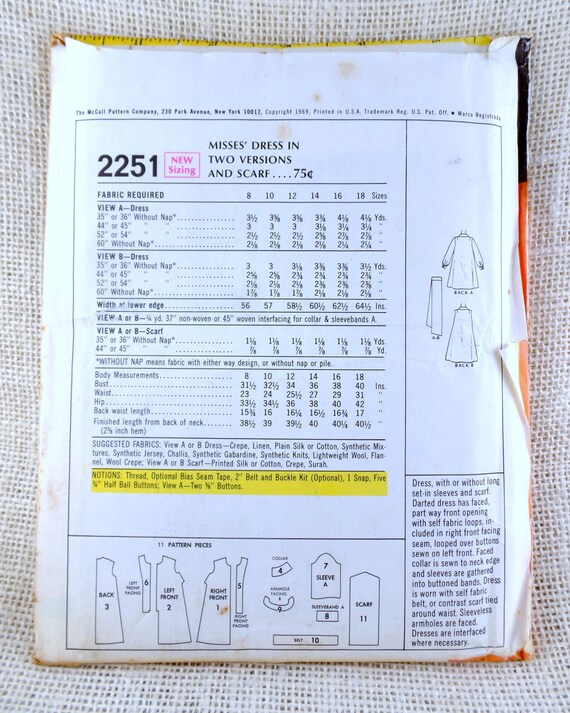 The McCall Pattern Company, 230 Park Avenue, New York 10017, Copyright 1969, Printed in U.S.A. Trademark Reg. U.S. Pat. Off. • Marca Registrada
2251 NEW Sizing
MISSES' DRESS IN
TWO VERSIONS
AND SCARF....75¢
FABRIC REQUIRED 8 10 12 14 16 18 Sizes
VIEW A—Dress
35" or 36" Without Nap* 3½ 3⅝ 3⅝ 3¾ 4⅛ 4⅛ Yds.
44" or 45" " " 3 3 3 3⅛ 3¼ 3¼ "
52" or 54" " " 2½ 2½ 2½ 2⅝ 2⅞ 2⅞ "
60" Without Nap* 2⅛ 2⅛ 2⅛ 2⅛ 2¼ 2¼ "
VIEW B—Dress
35" or 36" Without Nap* 3 3 3⅛ 3⅜ 3⅜ 3½ Yds.
44" or 45" " " 2⅝ 2⅝ 2¾ 2¾ 2¾ 2¾ "
52" or 54" " " 2⅛ 2⅛ 2¼ 2⅜ 2⅜ 2⅜ "
60" Without Nap* 1⅞ 1⅞ 1⅞ 2⅛ 2⅛ 2⅛ "
Width at lower edge 56 57 58½ 60½ 62½ 64½ Ins.
VIEW A or B—¼ yd. 37" non-woven or 45" woven interfacing for collar & sleevebands A.
VIEW A or B—Scarf
35" or 36" Without Nap* 1⅛ 1⅛ 1⅛ 1⅛ 1⅛ 1⅛ Yds.
44" or 45" " " ⅞ ⅞ ⅞ ⅞ ⅞ ⅞ Yd.
*WITHOUT NAP means fabric with either way design, or without nap or pile.
Body Measurements 8 10 12 14 16 18
Bust 31½ 32½ 34 36 38 40 Ins.
Waist 23 24 25½ 27 29 31 "
Hip 33½ 34½ 36 38 40 42 "
Back waist length 15¾ 16 16¼ 16½ 16¾ 17 "
Finished length from back of neck 38½ 39 39½ 40 40¼ 40½ "
(2⅝ inch hem)
SUGGESTED FABRICS: View A or B Dress—Crepe, Linen, Plain Silk or Cotton, Synthetic Mix-
tures, Synthetic Jersey, Challis, Synthetic Gabardine, Synthetic Knits, Lightweight Wool, Flan-
nel, Wool Crepe; View A or B Scarf—Printed Silk or Cotton, Crepe, Surah.
NOTIONS: Thread, Optional Bias Seam Tape, 2" Belt and Buckle Kit (Optional), 1 Snap, Five
Half Ball Buttons; View A—Two ⅝" Buttons.
BACK A
A-B
BACK B
Dress, with or without long
set-in sleeves and scarf.
Darted dress has faced,
part way front opening
with self fabric loops, in-
cluded in right front facing
seam, looped over buttons
sewn on left front. Faced
collar is sewn to neck edge
and sleeves are gathered
into buttoned bands. Dress
is worn with self fabric
belt, or contrast scarf tied
around waist. Sleeveless
armholes are faced.
Dresses are interfaced
where necessary.
11 PATTERN PIECES
BACK
3
LEFT
FRONT
FACING
6
LEFT
FRONT
2
RIGHT
FRONT
1
5
RIGHT
FRONT
FACING
COLLAR
4
ARMHOLE
FACING
B
9
7
SLEEVE
A
SLEEVEBAND A
8
BELT 10
SCARF
11